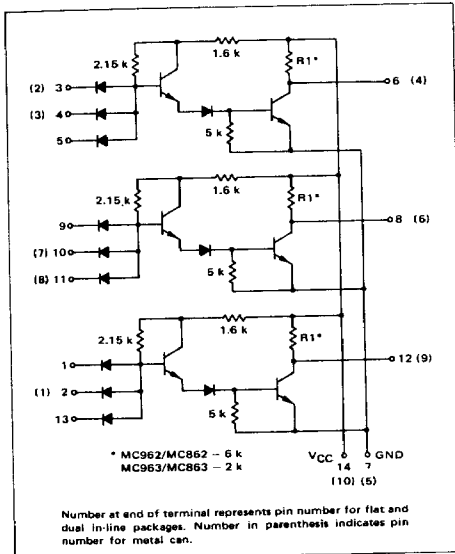 2.15 k
1.6 k
R1*
(2) 3
6 (4)
(3) 4
5
5 k
2.15 k
1.6 k
R1*
9
8 (6)
(7) 10
(8) 11
5 k
2.15 k
1.6 k
R1*
1
12 (9)
(1) 2
13
5 k
* MC962/MC862 – 6 k
MC963/MC863 – 2 k
VCC GND
14 7
(10) (5)
Number at end of terminal represents pin number for flat and
dual in-line packages. Number in parenthesis indicates pin
number for metal can.